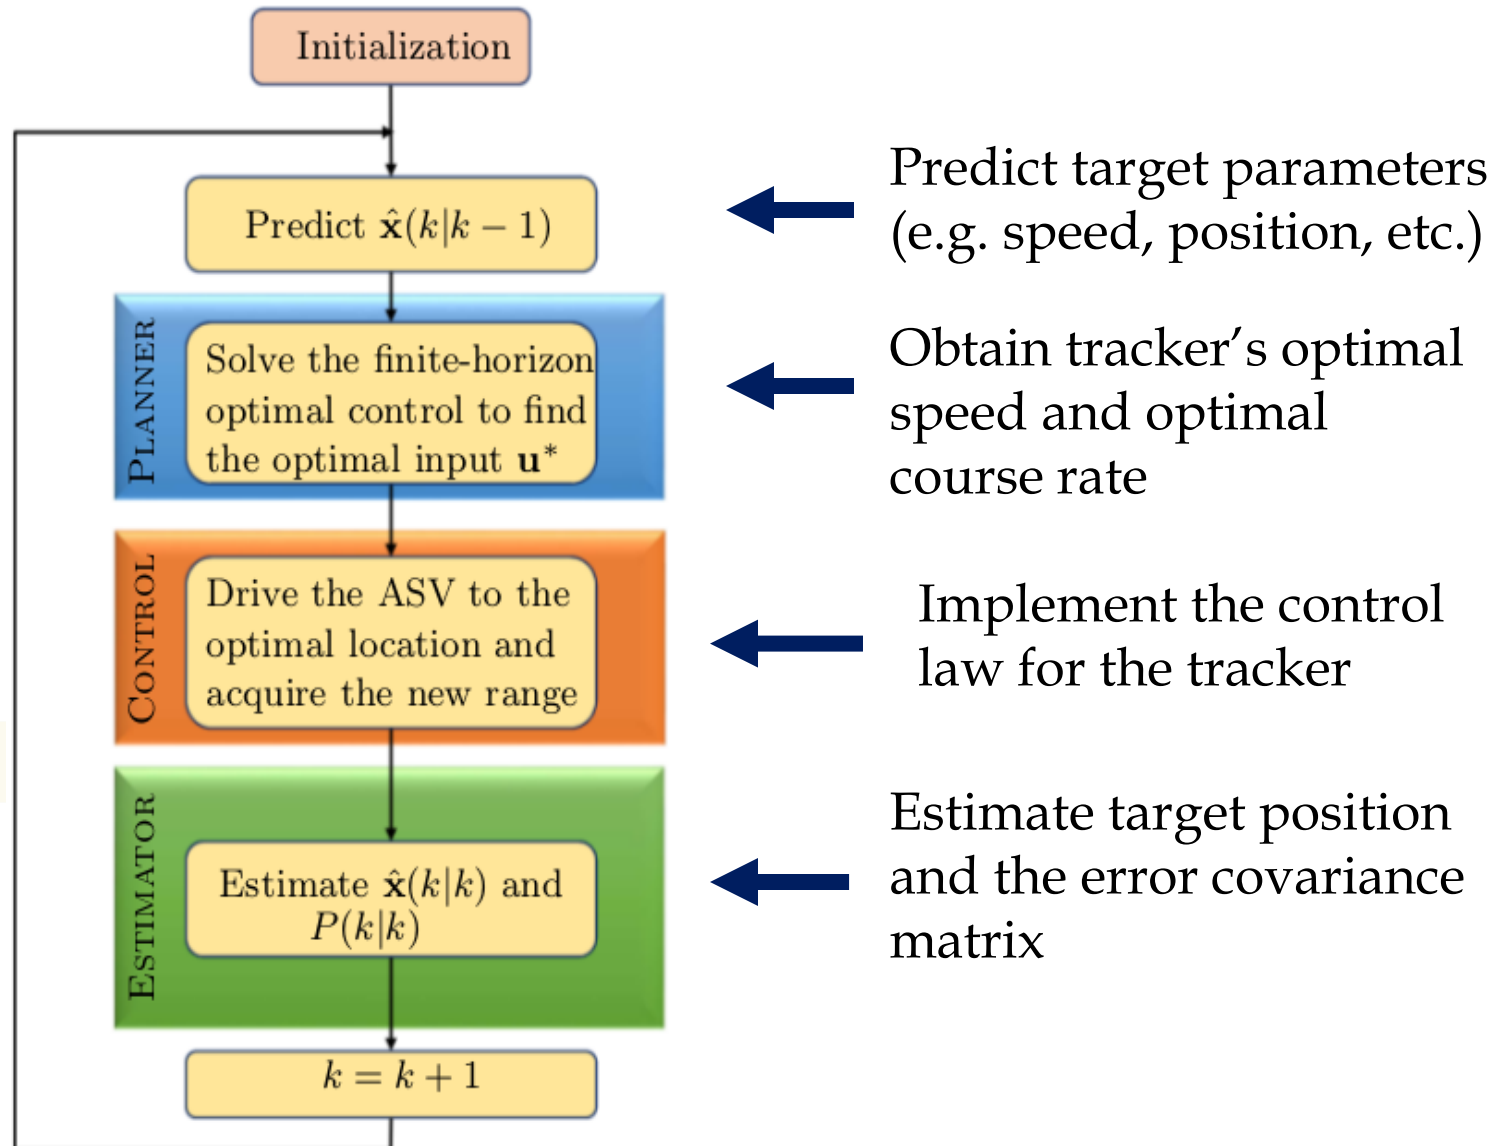 Initialization
Predict x̂(k|k − 1)
Predict target parameters
(e.g. speed, position, etc.)
PLANNER
Solve the finite-horizon
optimal control to find
the optimal input u*
Obtain tracker’s optimal
speed and optimal
course rate
CONTROL
Drive the ASV to the
optimal location and
acquire the new range
Implement the control
law for the tracker
ESTIMATOR
Estimate x̂(k|k) and
P(k|k)
Estimate target position
and the error covariance
matrix
k = k + 1